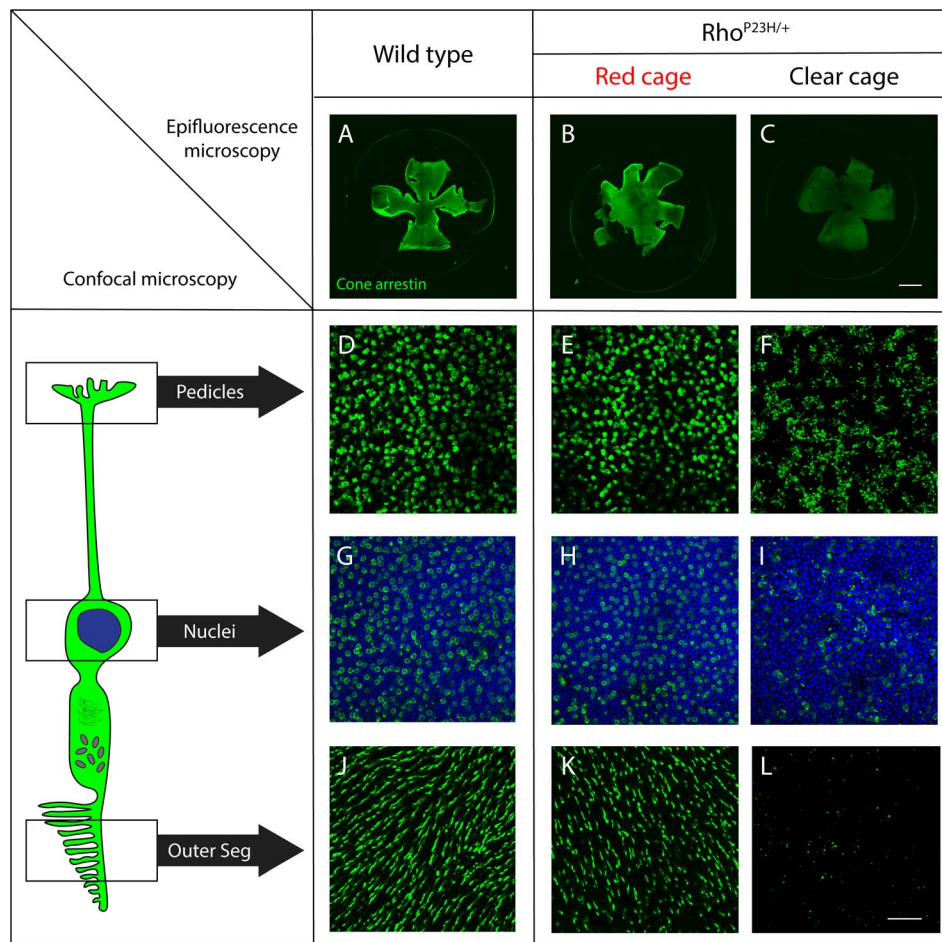 Epifluorescence
microscopy
Confocal microscopy
Wild type
Rho^P23H/+
Red cage
Clear cage
A
Cone arrestin
B
C
Pedicles
D
E
F
Nuclei
G
H
I
Outer Seg
J
K
L